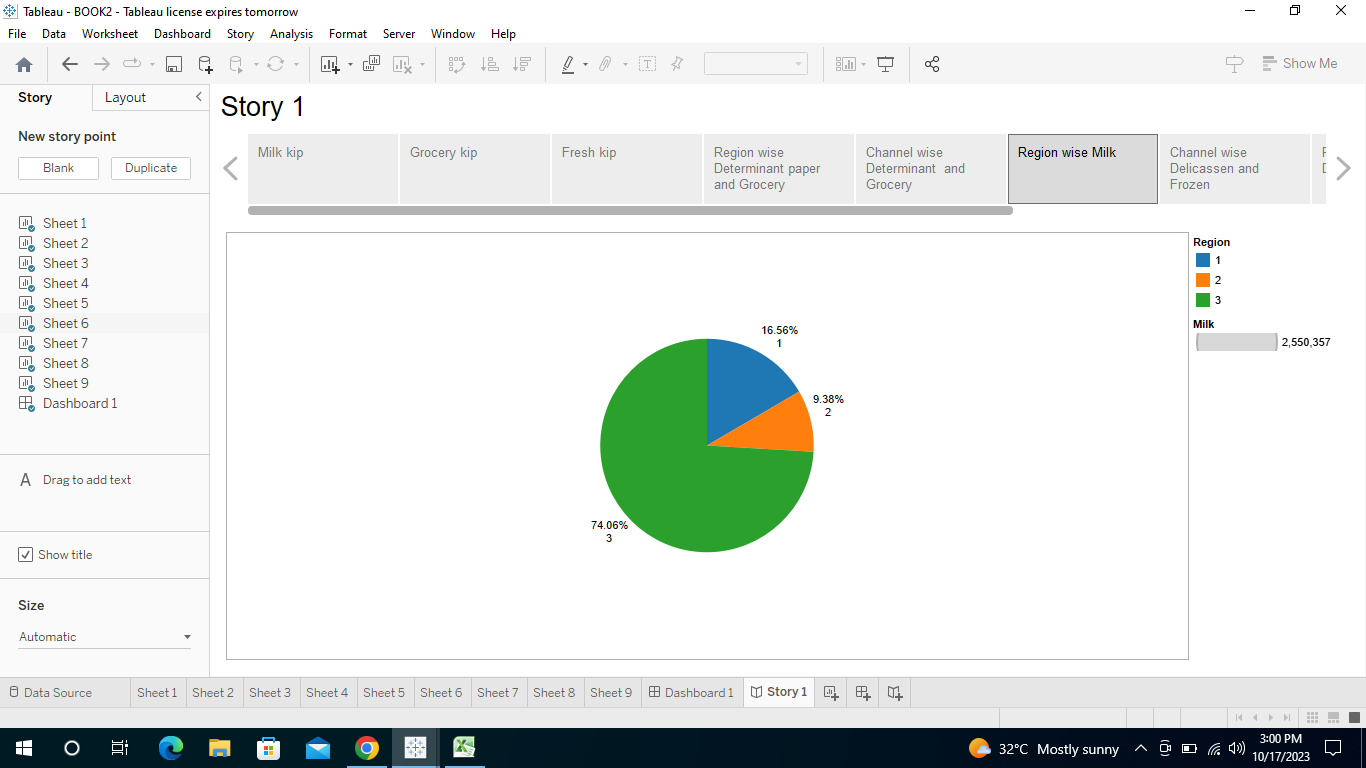 Tableau - BOOK2 - Tableau license expires tomorrow
File Data Worksheet Dashboard Story Analysis Format Server Window Help
Show Me
Story
Layout
New story point
Blank
Duplicate
Sheet 1
Sheet 2
Sheet 3
Sheet 4
Sheet 5
Sheet 6
Sheet 7
Sheet 8
Sheet 9
Dashboard 1
A Drag to add text
Show title
Size
Automatic
Story 1
Milk kip
Grocery kip
Fresh kip
Region wise
Determinant paper
and Grocery
Channel wise
Determinant and
Grocery
Region wise Milk
Channel wise
Delicassen and
Frozen
16.56%
1
9.38%
2
74.06%
3
Region
1
2
3
Milk
2,550,357
Data Source Sheet 1 Sheet 2 Sheet 3 Sheet 4 Sheet 5 Sheet 6 Sheet 7 Sheet 8 Sheet 9 Dashboard 1 Story 1
32°C Mostly sunny
3:00 PM
10/17/2023